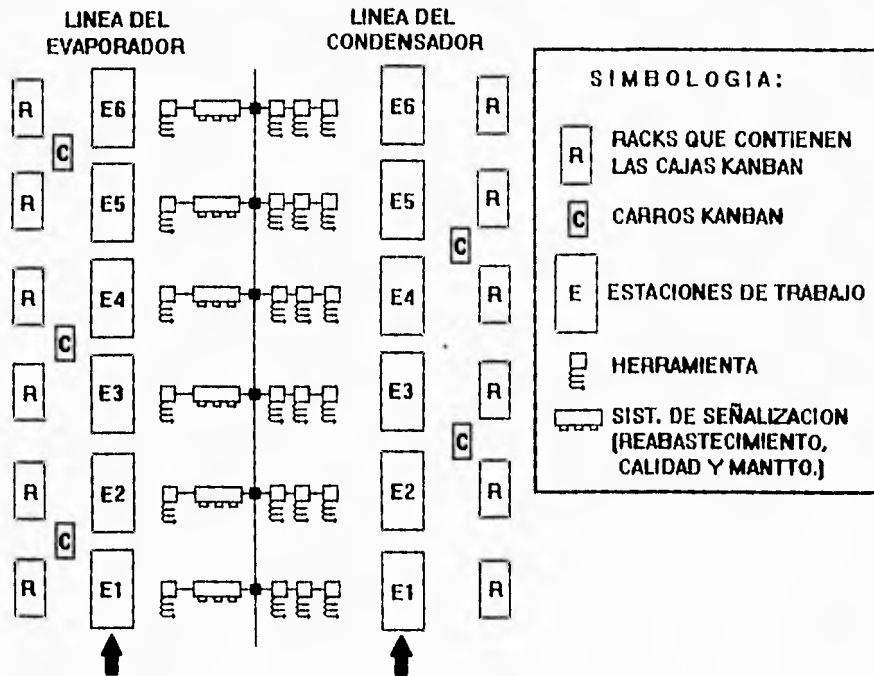 LINEA DEL
EVAPORADOR
LINEA DEL
CONDENSADOR
R
E6
E6
R
C
R
E5
E5
R
C
R
E4
E4
R
C
R
E3
E3
R
C
R
E2
E2
R
C
R
E1
E1
R
SIMBOLOGIA:
R
RACKS QUE CONTIENEN
LAS CAJAS KANBAN
C
CARROS KANBAN
E
ESTACIONES DE TRABAJO
HERRAMIENTA
SIST. DE SEÑALIZACION
(REABASTECIMIENTO,
CALIDAD Y MANTTO.)